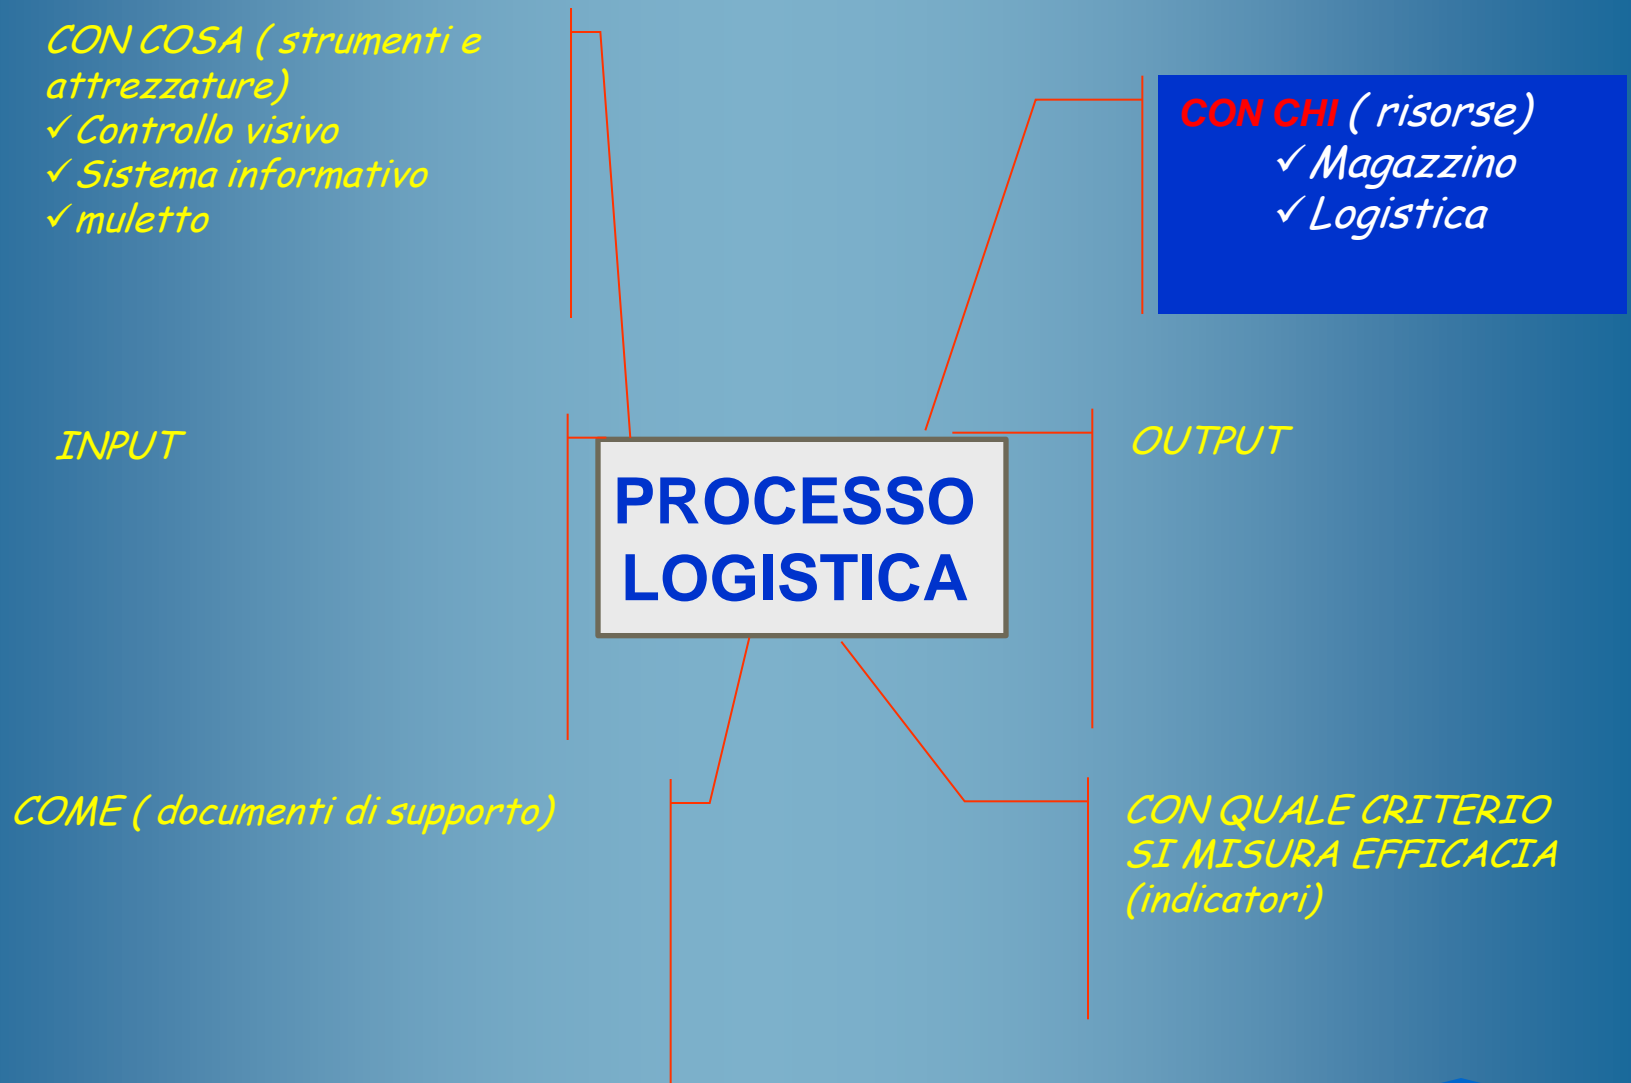 CON COSA ( strumenti e
attrezzature)
✓ Controllo visivo
✓ Sistema informativo
✓ muletto
CON CHI ( risorse)
✓ Magazzino
✓ Logistica
INPUT
OUTPUT
PROCESSO
LOGISTICA
COME ( documenti di supporto)
CON QUALE CRITERIO
SI MISURA EFFICACIA
(indicatori)